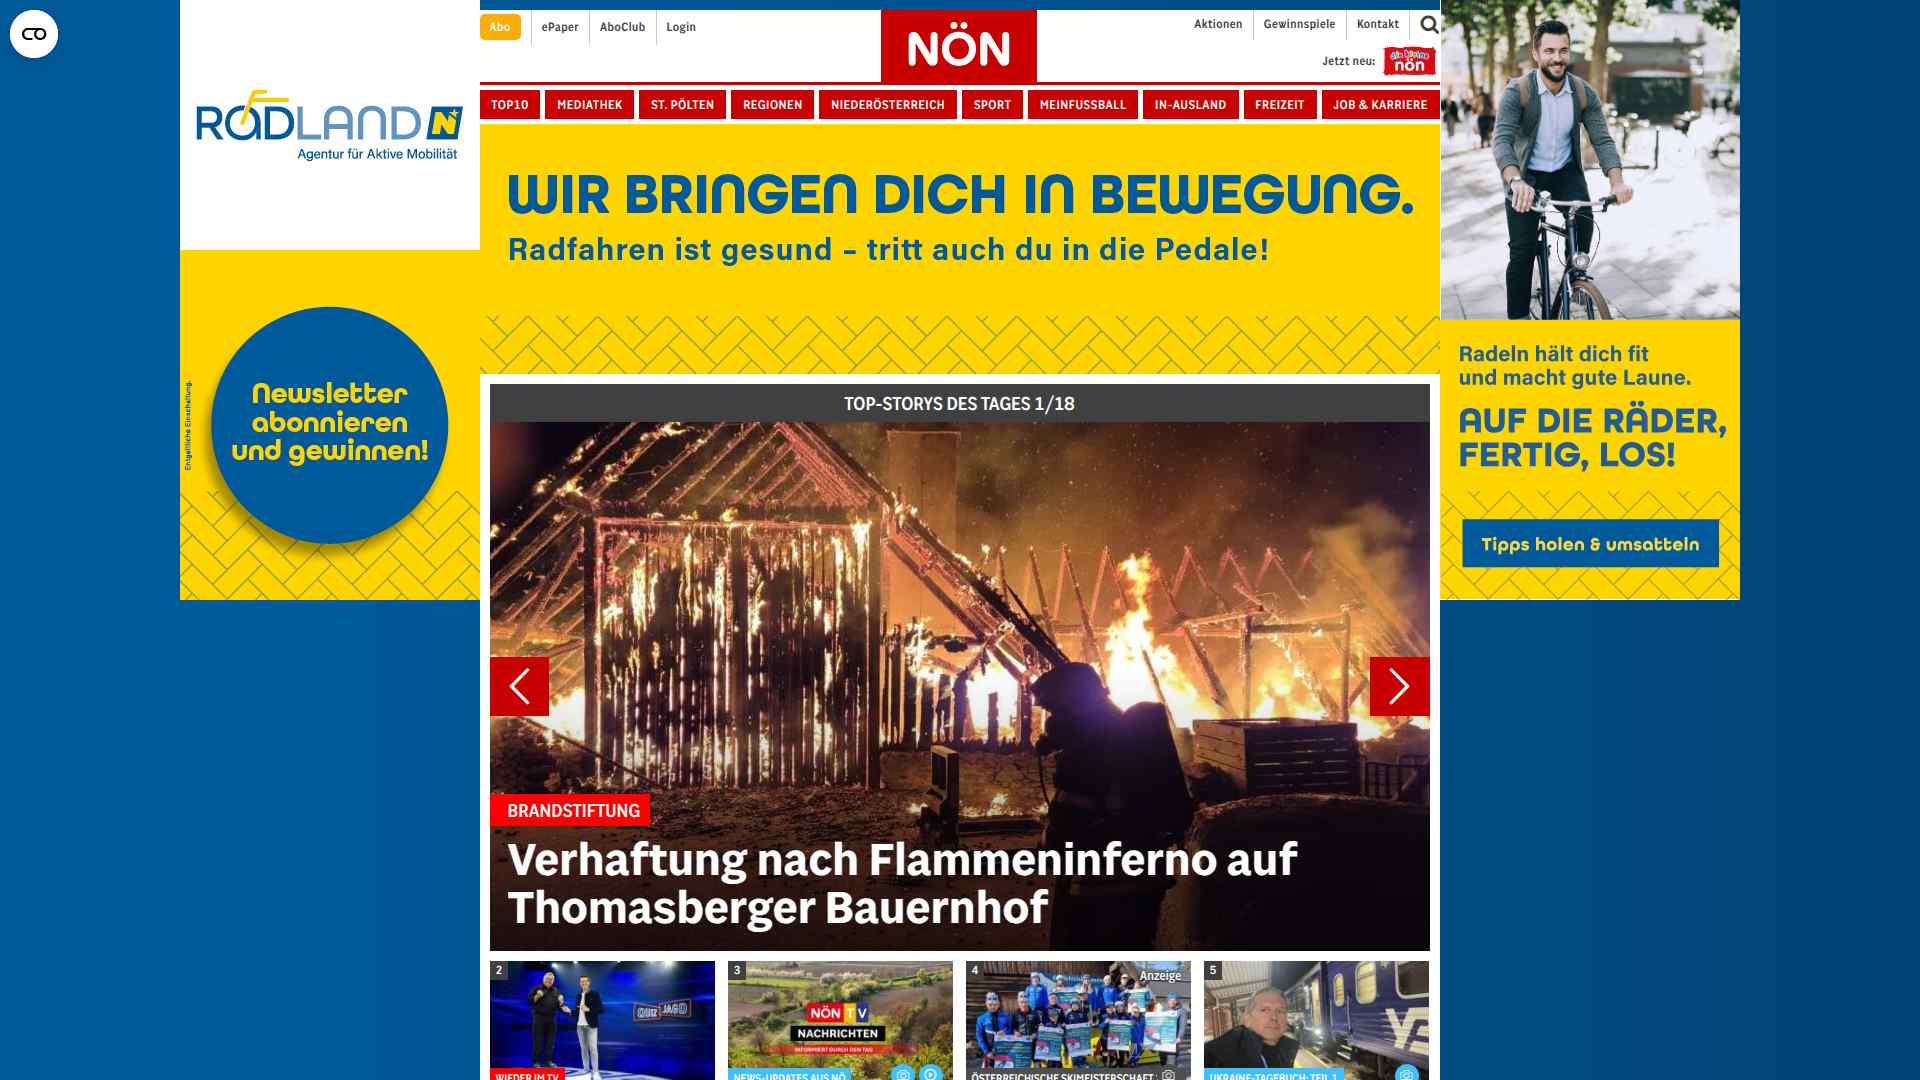 Abo
ePaper
AboClub
Login
NÖN
Aktionen
Gewinnspiele
Kontakt
Jetzt neu:
die kleine
nön
TOP10
MEDIATHEK
ST. PÖLTEN
REGIONEN
NIEDERÖSTERREICH
SPORT
MEINFUSSBALL
IN-AUSLAND
FREIZEIT
JOB & KARRIERE
RADLAND N
Agentur für Aktive Mobilität
WIR BRINGEN DICH IN BEWEGUNG.
Radfahren ist gesund – tritt auch du in die Pedale!
Newsletter
abonnieren
und gewinnen!
Entgeltliche Einschaltung.
Radeln hält dich fit
und macht gute Laune.
AUF DIE RÄDER,
FERTIG, LOS!
Tipps holen & umsatteln
TOP-STORYS DES TAGES 1/18
BRANDSTIFTUNG
Verhaftung nach Flammeninferno auf
Thomasberger Bauernhof
2
QUIZ JAGD
WIEDER IM TV
3
NÖN TV
NACHRICHTEN
INFORMIERT DURCH DEN TAG
NEWS-UPDATES AUS NÖ
4
Anzeige
ÖSTERREICHISCHE SKIMEISTERSCHAFT
5
UKRAINE-TAGEBUCH: TEIL 1